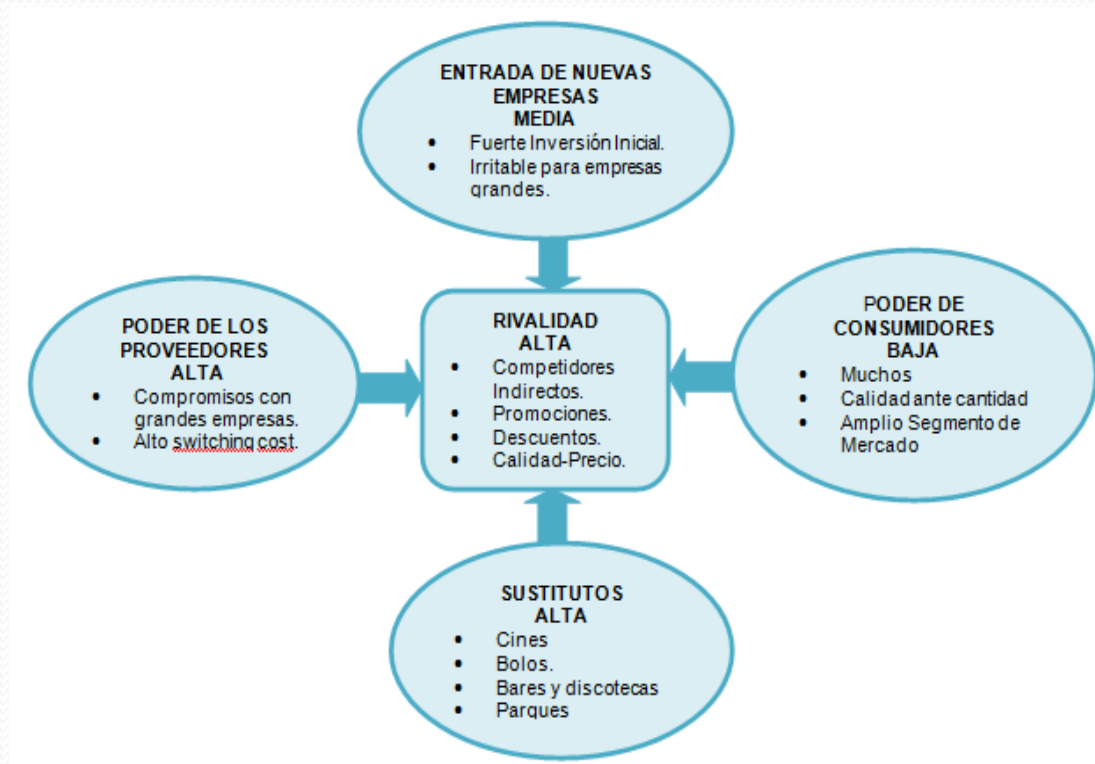 ENTRADA DE NUEVAS
EMPRESAS
MEDIA
• Fuerte Inversión Inicial.
• Irritable para empresas
grandes.
PODER DE LOS
PROVEEDORES
ALTA
• Compromisos con
grandes empresas.
• Alto switching cost.
RIVALIDAD
ALTA
• Competidores
Indirectos.
• Promociones.
• Descuentos.
• Calidad-Precio.
PODER DE
CONSUMIDORES
BAJA
• Muchos
• Calidad ante cantidad
• Amplio Segmento de
Mercado
SUSTITUTOS
ALTA
• Cines
• Bolos.
• Bares y discotecas
• Parques